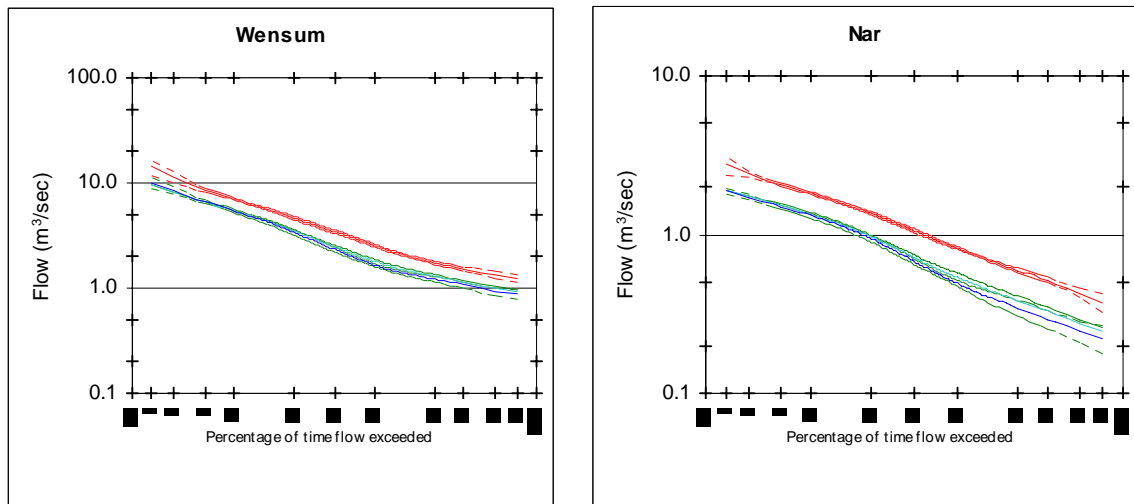 Wensum
100.0
10.0
1.0
0.1
Flow (m³/sec)
Percentage of time flow exceeded
Nar
10.0
1.0
0.1
Flow (m³/sec)
Percentage of time flow exceeded